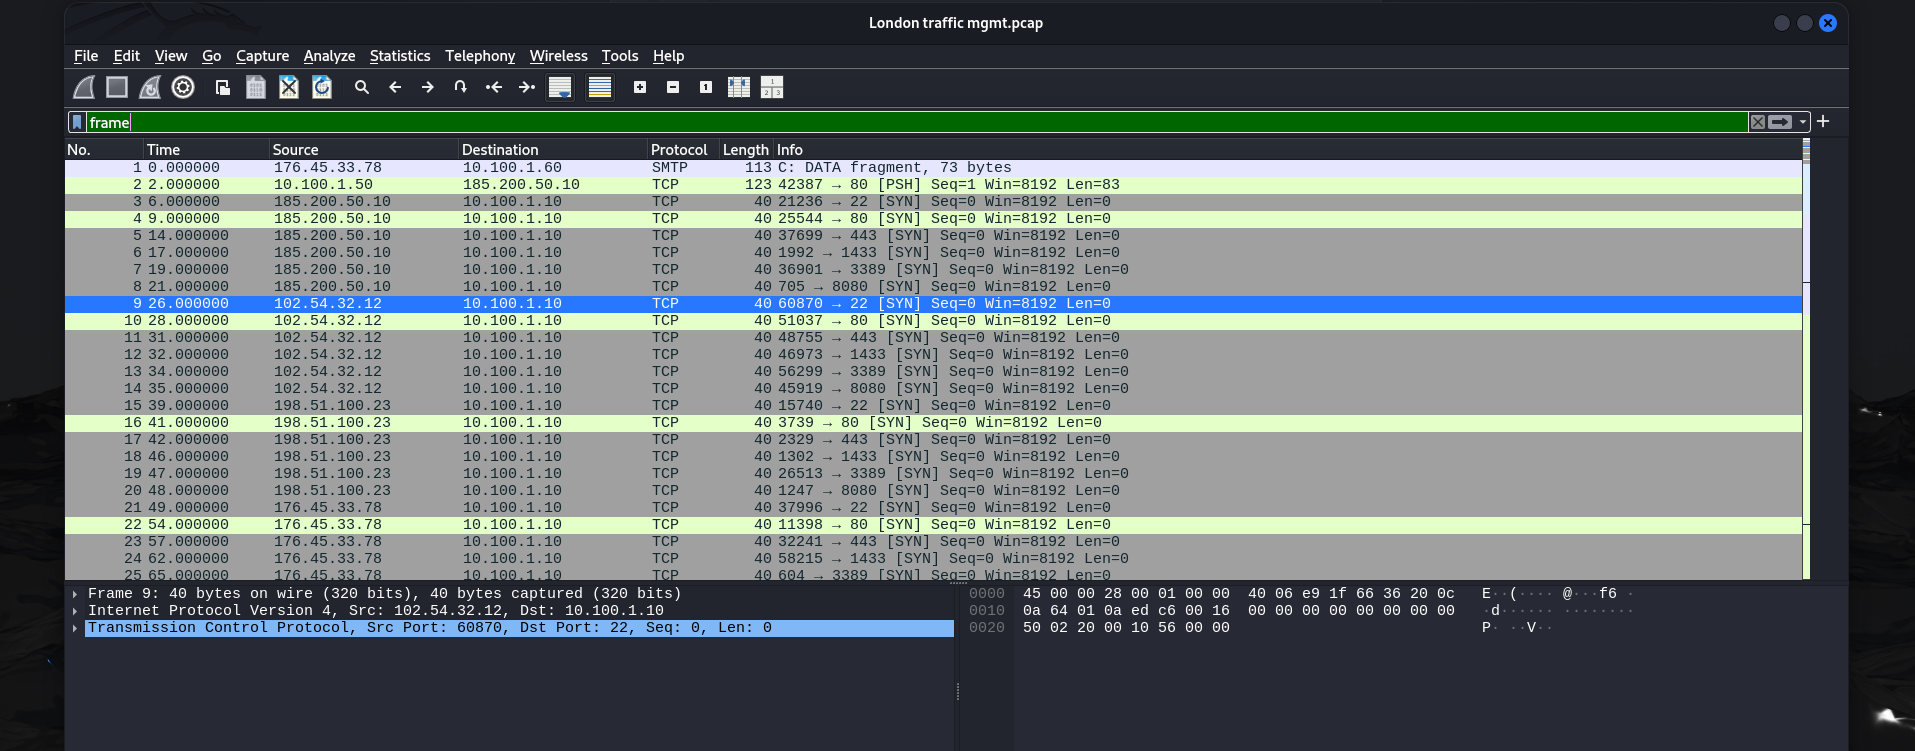 London traffic mgmt.pcap
File Edit View Go Capture Analyze Statistics Telephony Wireless Tools Help
frame
No. Time Source Destination Protocol Length Info
1 0.000000 176.45.33.78 10.100.1.60 SMTP 113 C: DATA fragment, 73 bytes
2 2.000000 10.100.1.50 185.200.50.10 TCP 123 42387 → 80 [PSH] Seq=1 Win=8192 Len=83
3 6.000000 185.200.50.10 10.100.1.10 TCP 40 21236 → 22 [SYN] Seq=0 Win=8192 Len=0
4 9.000000 185.200.50.10 10.100.1.10 TCP 40 25544 → 80 [SYN] Seq=0 Win=8192 Len=0
5 14.000000 185.200.50.10 10.100.1.10 TCP 40 37699 → 443 [SYN] Seq=0 Win=8192 Len=0
6 17.000000 185.200.50.10 10.100.1.10 TCP 40 1992 → 1433 [SYN] Seq=0 Win=8192 Len=0
7 19.000000 185.200.50.10 10.100.1.10 TCP 40 36901 → 3389 [SYN] Seq=0 Win=8192 Len=0
8 21.000000 185.200.50.10 10.100.1.10 TCP 40 705 → 8080 [SYN] Seq=0 Win=8192 Len=0
9 26.000000 102.54.32.12 10.100.1.10 TCP 40 60870 → 22 [SYN] Seq=0 Win=8192 Len=0
10 28.000000 102.54.32.12 10.100.1.10 TCP 40 51037 → 80 [SYN] Seq=0 Win=8192 Len=0
11 31.000000 102.54.32.12 10.100.1.10 TCP 40 48755 → 443 [SYN] Seq=0 Win=8192 Len=0
12 32.000000 102.54.32.12 10.100.1.10 TCP 40 46973 → 1433 [SYN] Seq=0 Win=8192 Len=0
13 34.000000 102.54.32.12 10.100.1.10 TCP 40 56299 → 3389 [SYN] Seq=0 Win=8192 Len=0
14 35.000000 102.54.32.12 10.100.1.10 TCP 40 45919 → 8080 [SYN] Seq=0 Win=8192 Len=0
15 39.000000 198.51.100.23 10.100.1.10 TCP 40 15740 → 22 [SYN] Seq=0 Win=8192 Len=0
16 41.000000 198.51.100.23 10.100.1.10 TCP 40 3739 → 80 [SYN] Seq=0 Win=8192 Len=0
17 42.000000 198.51.100.23 10.100.1.10 TCP 40 2329 → 443 [SYN] Seq=0 Win=8192 Len=0
18 46.000000 198.51.100.23 10.100.1.10 TCP 40 1302 → 1433 [SYN] Seq=0 Win=8192 Len=0
19 47.000000 198.51.100.23 10.100.1.10 TCP 40 26513 → 3389 [SYN] Seq=0 Win=8192 Len=0
20 48.000000 198.51.100.23 10.100.1.10 TCP 40 1247 → 8080 [SYN] Seq=0 Win=8192 Len=0
21 49.000000 176.45.33.78 10.100.1.10 TCP 40 37996 → 22 [SYN] Seq=0 Win=8192 Len=0
22 54.000000 176.45.33.78 10.100.1.10 TCP 40 11398 → 80 [SYN] Seq=0 Win=8192 Len=0
23 57.000000 176.45.33.78 10.100.1.10 TCP 40 32241 → 443 [SYN] Seq=0 Win=8192 Len=0
24 62.000000 176.45.33.78 10.100.1.10 TCP 40 58215 → 1433 [SYN] Seq=0 Win=8192 Len=0
25 65.000000 176.45.33.78 10.100.1.10 TCP 40 604 → 3389 [SYN] Seq=0 Win=8192 Len=0
Frame 9: 40 bytes on wire (320 bits), 40 bytes captured (320 bits)
Internet Protocol Version 4, Src: 102.54.32.12, Dst: 10.100.1.10
Transmission Control Protocol, Src Port: 60870, Dst Port: 22, Seq: 0, Len: 0
0000 45 00 00 28 00 01 00 00 40 06 e9 1f 66 36 20 0c E··(···· @···f6 ·
0010 0a 64 01 0a ed c6 00 16 00 00 00 00 00 00 00 00 ·d······ ········
0020 50 02 20 00 10 56 00 00 P· ··V··